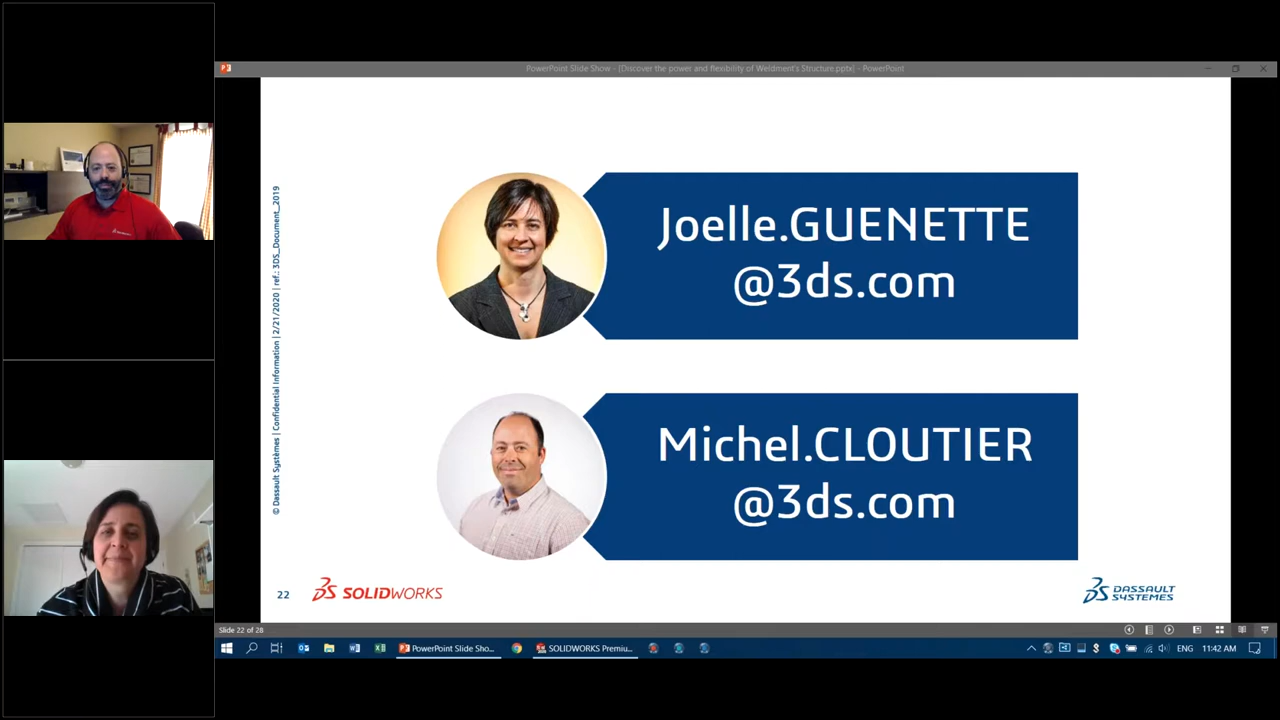 PowerPoint Slide Show - [Discover the power and flexibility of Weldment's Structure.pptx] - PowerPoint
Joelle.GUENETTE
@3ds.com
Michel.CLOUTIER
@3ds.com
© Dassault Systèmes | Confidential Information | 2/21/2020 | ref.: 3DS_Document_2019
22
SOLIDWORKS
DASSAULT
SYSTEMES
Slide 22 of 28
PowerPoint Slide Sho...
SOLIDWORKS Premiu...
ENG
11:42 AM